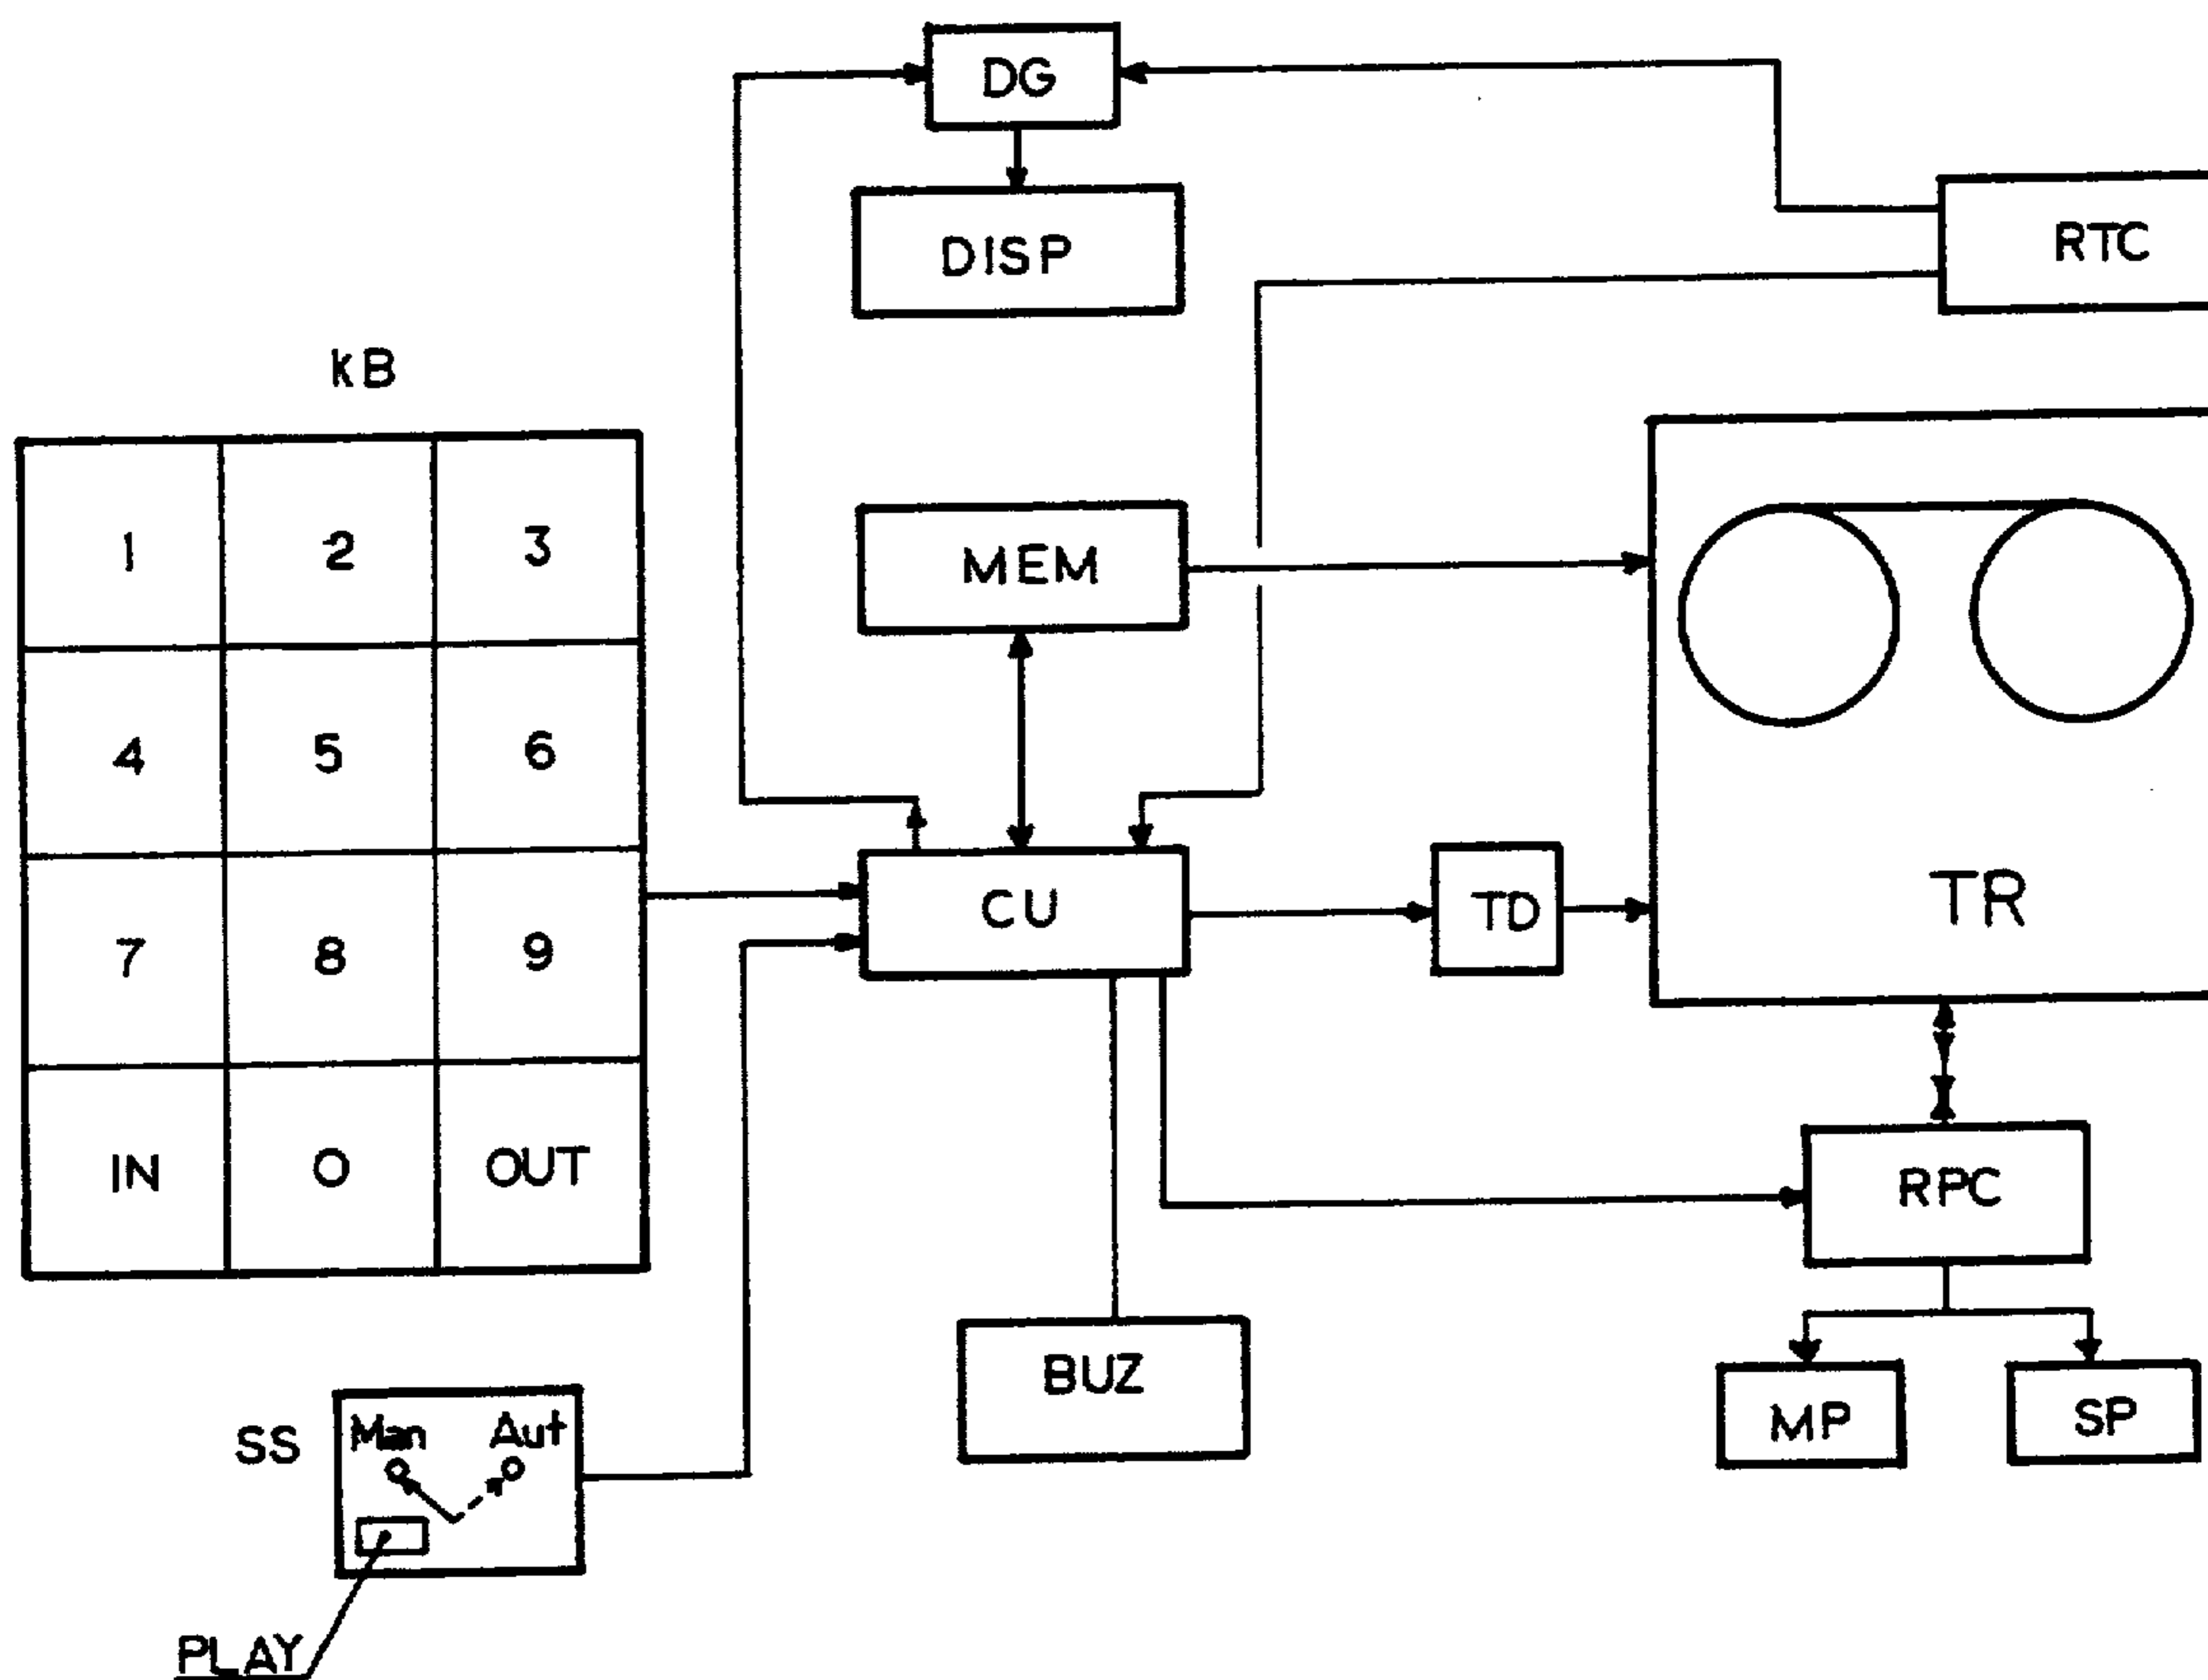 DG
DISP
RTC
KB
1 2 3
MEM
4 5 6
CU
TD
TR
7 8 9
IN 0 OUT
RPC
BUZ
MP
SP
SS
Man Aut
PLAY